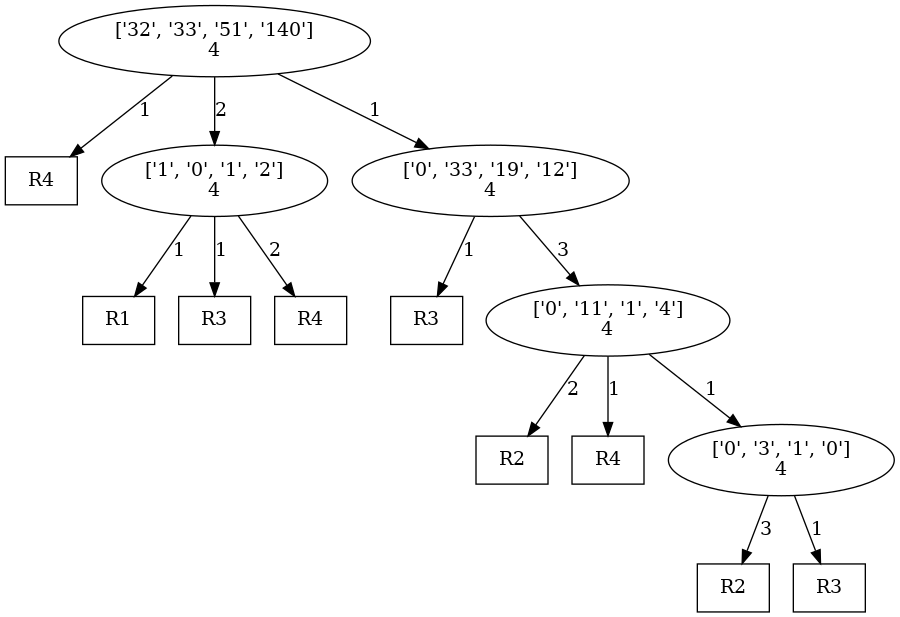 ['32', '33', '51', '140']
4
1
2
1
R4
['1', '0', '1', '2']
4
['0', '33', '19', '12']
4
1
1
2
1
3
R1
R3
R4
R3
['0', '11', '1', '4']
4
2
1
1
R2
R4
['0', '3', '1', '0']
4
3
1
R2
R3